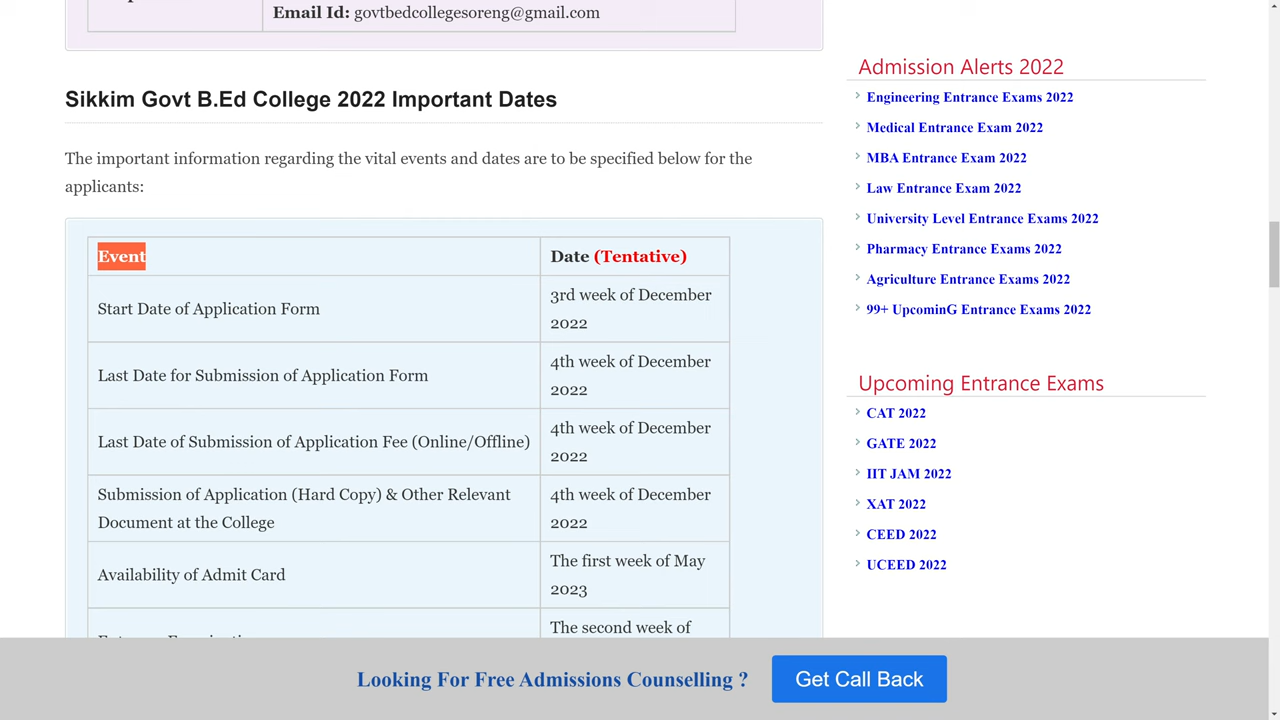 Email Id: govtbedcollegesoreng@gmail.com
Sikkim Govt B.Ed College 2022 Important Dates
The important information regarding the vital events and dates are to be specified below for the
applicants:
Event
Date (Tentative)
Start Date of Application Form
3rd week of December
2022
Last Date for Submission of Application Form
4th week of December
2022
Last Date of Submission of Application Fee (Online/Offline)
4th week of December
2022
Submission of Application (Hard Copy) & Other Relevant
Document at the College
4th week of December
2022
Availability of Admit Card
The first week of May
2023
The second week of
Admission Alerts 2022
Engineering Entrance Exams 2022
Medical Entrance Exam 2022
MBA Entrance Exam 2022
Law Entrance Exam 2022
University Level Entrance Exams 2022
Pharmacy Entrance Exams 2022
Agriculture Entrance Exams 2022
99+ UpcominG Entrance Exams 2022
Upcoming Entrance Exams
CAT 2022
GATE 2022
IIT JAM 2022
XAT 2022
CEED 2022
UCEED 2022
Looking For Free Admissions Counselling ?
Get Call Back